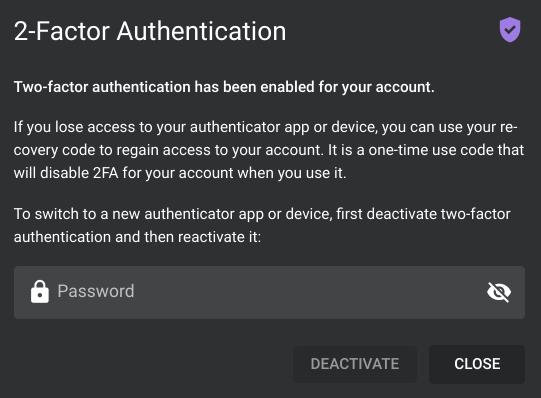 2-Factor Authentication
Two-factor authentication has been enabled for your account.
If you lose access to your authenticator app or device, you can use your re-
covery code to regain access to your account. It is a one-time use code that
will disable 2FA for your account when you use it.
To switch to a new authenticator app or device, first deactivate two-factor
authentication and then reactivate it:
Password
DEACTIVATE CLOSE